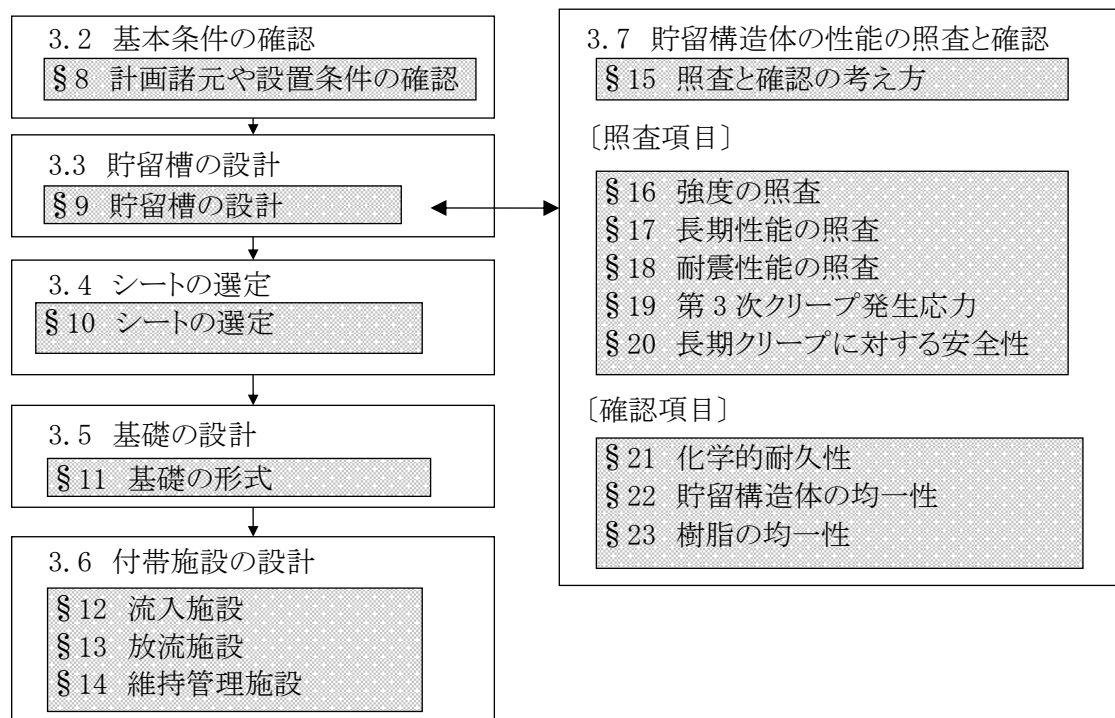 3.2 基本条件の確認
§8 計画諸元や設置条件の確認
3.3 貯留槽の設計
§9 貯留槽の設計
3.4 シートの選定
§10 シートの選定
3.5 基礎の設計
§11 基礎の形式
3.6 付帯施設の設計
§12 流入施設
§13 放流施設
§14 維持管理施設
3.7 貯留構造体の性能の照査と確認
§15 照査と確認の考え方
〔照査項目〕
§16 強度の照査
§17 長期性能の照査
§18 耐震性能の照査
§19 第3次クリープ発生応力
§20 長期クリープに対する安全性
〔確認項目〕
§21 化学的耐久性
§22 貯留構造体の均一性
§23 樹脂の均一性